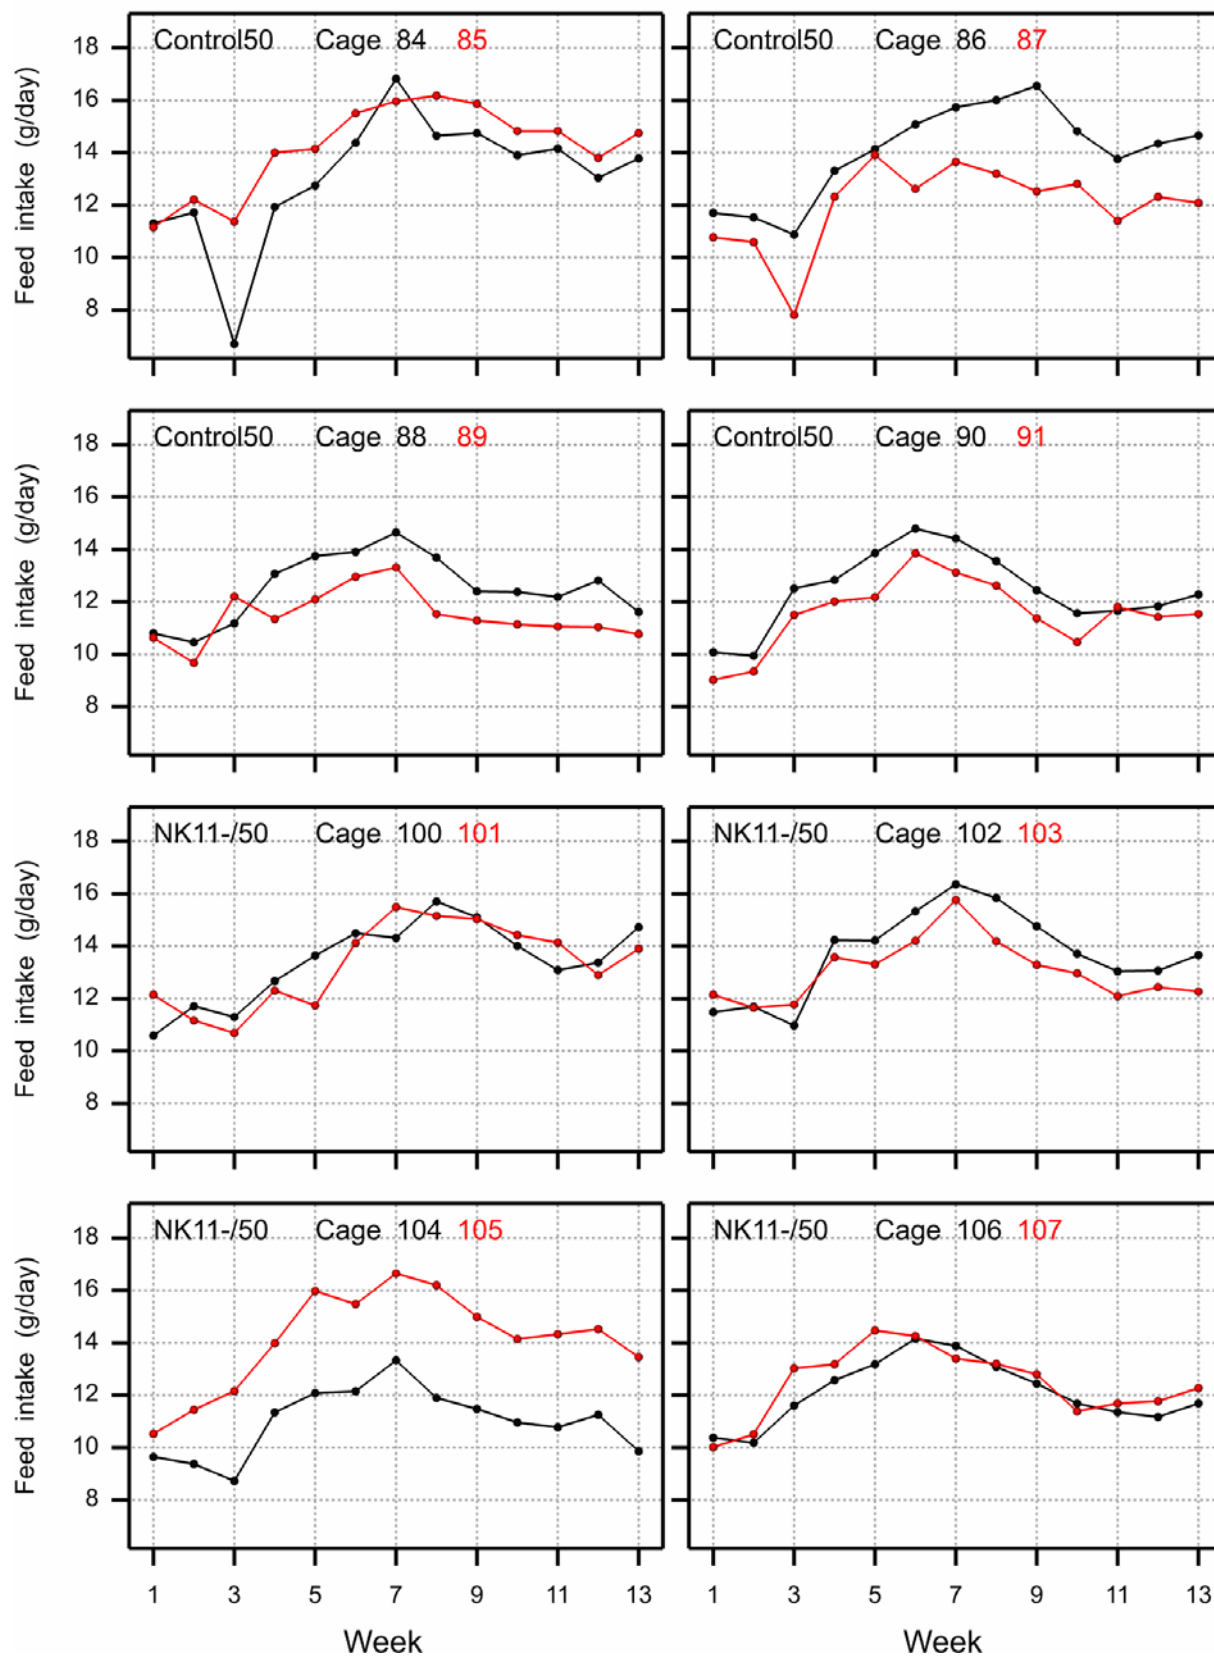 Control50 Cage 84 85
Control50 Cage 86 87
18
16
14
12
10
8
Feed intake (g/day)
Control50 Cage 88 89
Control50 Cage 90 91
18
16
14
12
10
8
Feed intake (g/day)
NK11-/50 Cage 100 101
NK11-/50 Cage 102 103
18
16
14
12
10
8
Feed intake (g/day)
NK11-/50 Cage 104 105
NK11-/50 Cage 106 107
18
16
14
12
10
8
Feed intake (g/day)
1 3 5 7 9 11 13
1 3 5 7 9 11 13
Week
Week